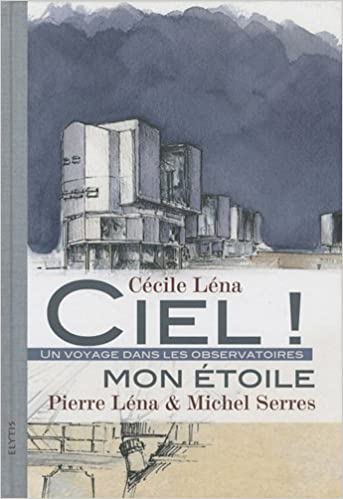 Cécile Léna
CIEL !
UN VOYAGE DANS LES OBSERVATOIRES
MON ÉTOILE
Pierre Léna & Michel Serres
ELYTIS